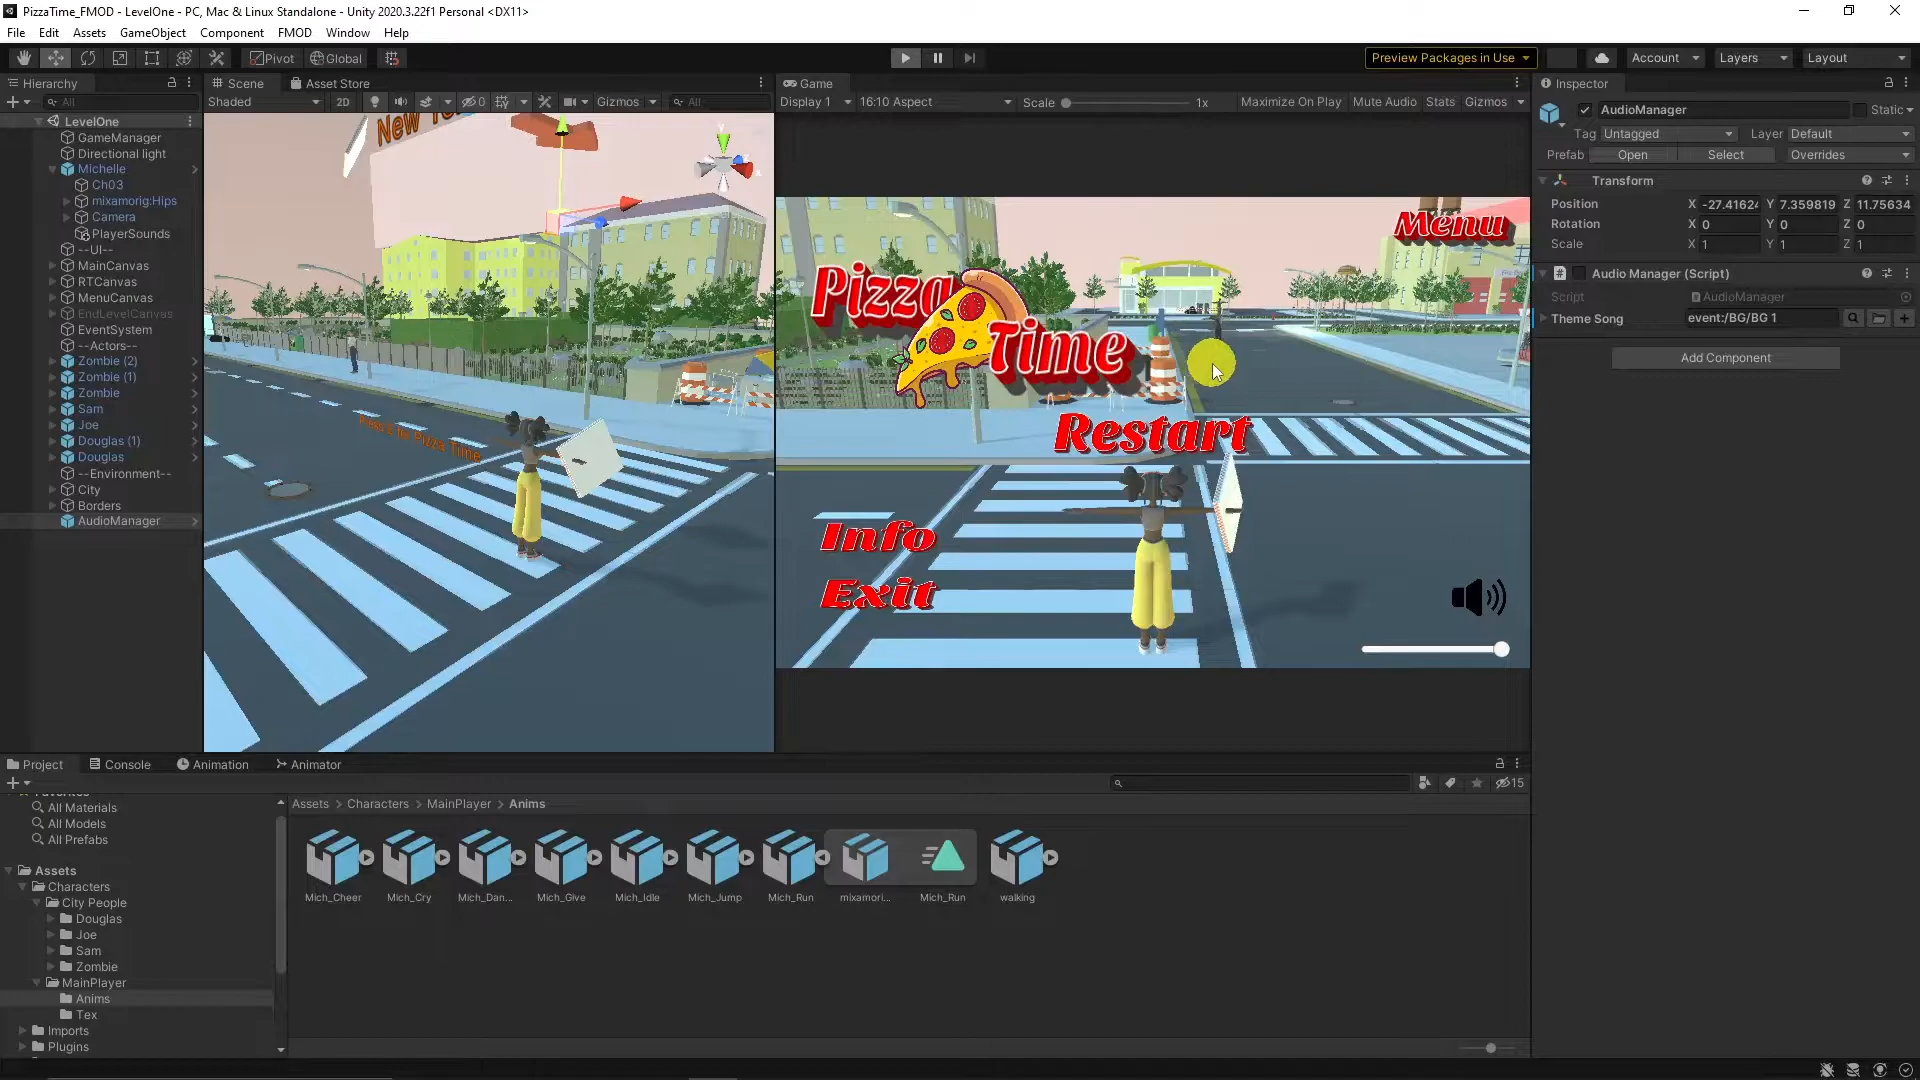 PizzaTime_FMOD - LevelOne - PC, Mac & Linux Standalone - Unity 2020.3.22f1 Personal <DX11>
File Edit Assets GameObject Component FMOD Window Help
Pivot Global Preview Packages in Use Account Layers Layout
Hierarchy
All
LevelOne
GameManager
Directional light
Michelle
Ch03
mixamorig:Hips
Camera
PlayerSounds
--UI--
MainCanvas
RTCanvas
MenuCanvas
EndLevelCanvas
EventSystem
--Actors--
Zombie (2)
Zombie (1)
Zombie
Sam
Joe
Douglas (1)
Douglas
--Environment--
City
Borders
AudioManager
Scene Asset Store
Shaded 2D 0 Gizmos All
Game
Display 1 16:10 Aspect Scale 1x Maximize On Play Mute Audio Stats Gizmos
Menu
Pizza
Time
Restart
Info
Exit
Inspector
AudioManager Static
Tag Untagged Layer Default
Prefab Open Select Overrides
Transform
Position X -27.41624 Y 7.359819 Z 11.75634
Rotation X 0 Y 0 Z 0
Scale X 1 Y 1 Z 1
# Audio Manager (Script)
Script AudioManager
Theme Song event:/BG/BG 1
Add Component
Project Console Animation Animator
15
Favorites
All Materials
All Models
All Prefabs
Assets
Characters
City People
Douglas
Joe
Sam
Zombie
MainPlayer
Anims
Tex
Imports
Plugins
Assets > Characters > MainPlayer > Anims
Mich_Cheer Mich_Cry Mich_Dan... Mich_Give Mich_Idle Mich_Jump Mich_Run mixamori... Mich_Run walking